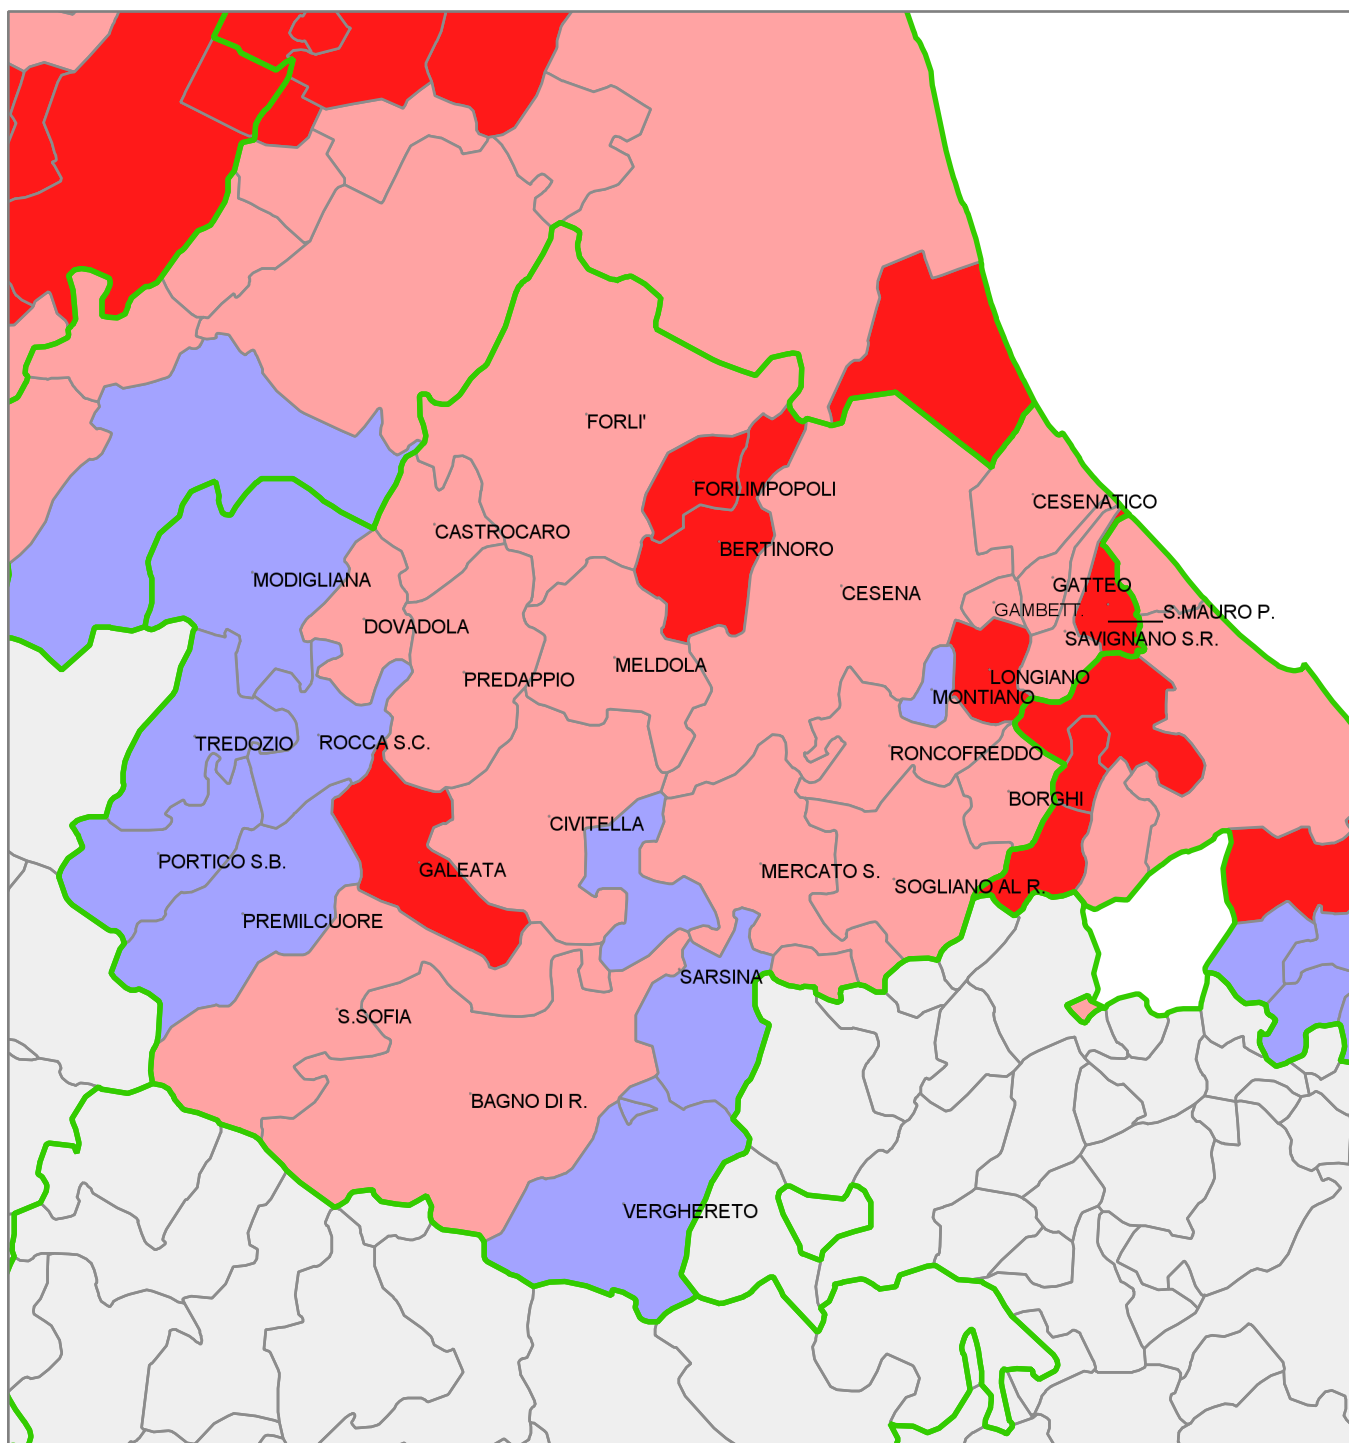 FORLI'
FORLIMPOPOLI
CESENATICO
CASTROCARO
BERTINORO
MODIGLIANA
CESENA
GATTEO
GAMBETT.
S.MAURO P.
DOVADOLA
SAVIGNANO S.R.
MELDOLA
PREDAPPIO
LONGIANO
MONTIANO
TREDOZIO
ROCCA S.C.
RONCOFREDDO
BORGHI
CIVITELLA
PORTICO S.B.
GALEATA
MERCATO S.
SOGLIANO AL R.
PREMILCUORE
SARSINA
S.SOFIA
BAGNO DI R.
VERGHERETO